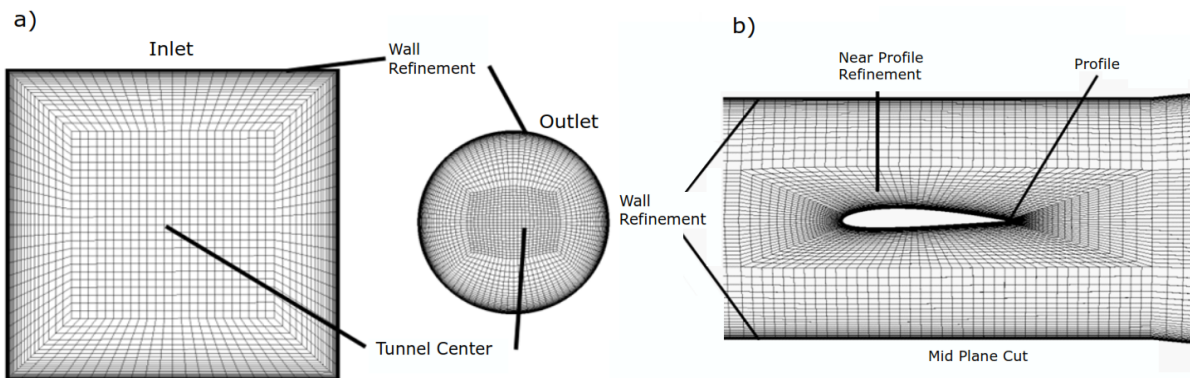 a)
Inlet
Wall
Refinement
Outlet
Tunnel Center
b)
Near Profile
Refinement
Profile
Wall
Refinement
Mid Plane Cut